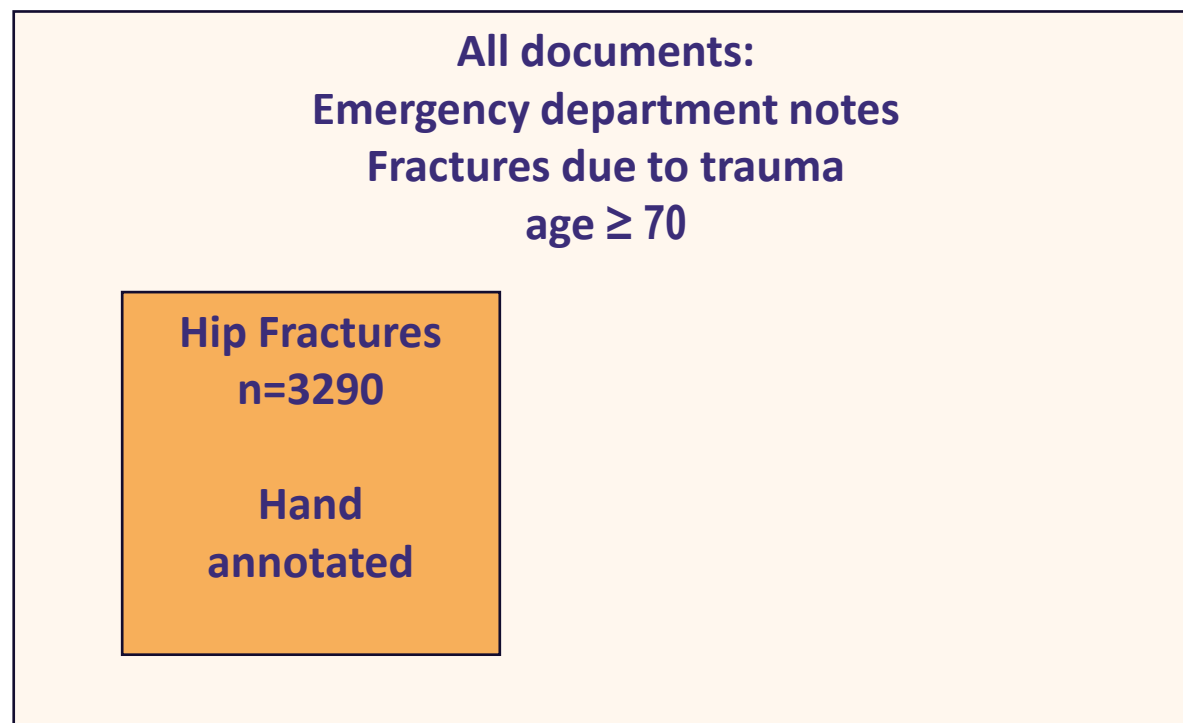 All documents:
Emergency department notes
Fractures due to trauma
age ≥ 70
Hip Fractures
n=3290
Hand
annotated